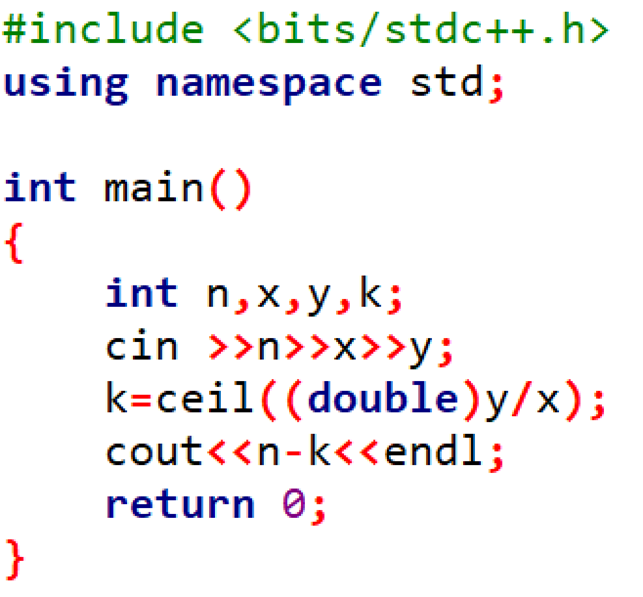 #include <bits/stdc++.h>
using namespace std;
int main()
{
int n,x,y,k;
cin >>n>>x>>y;
k=ceil((double)y/x);
cout<<n-k<<endl;
return 0;
}